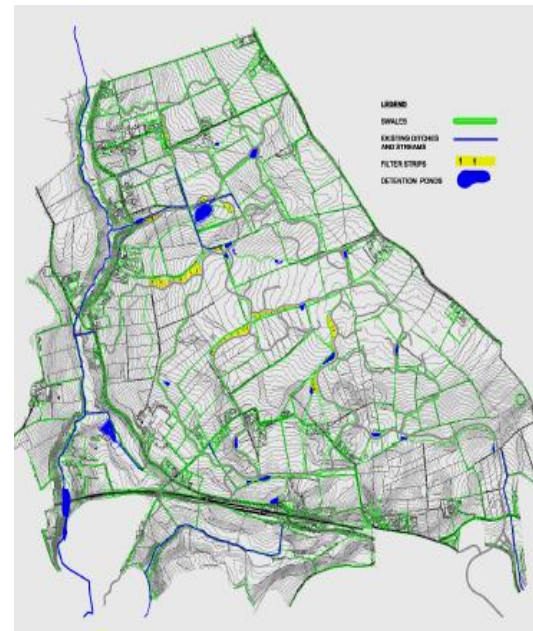 LEGEND
SWALES
EXISTING DITCHES
AND STREAMS
FILTER STRIPS
DETENTION PONDS